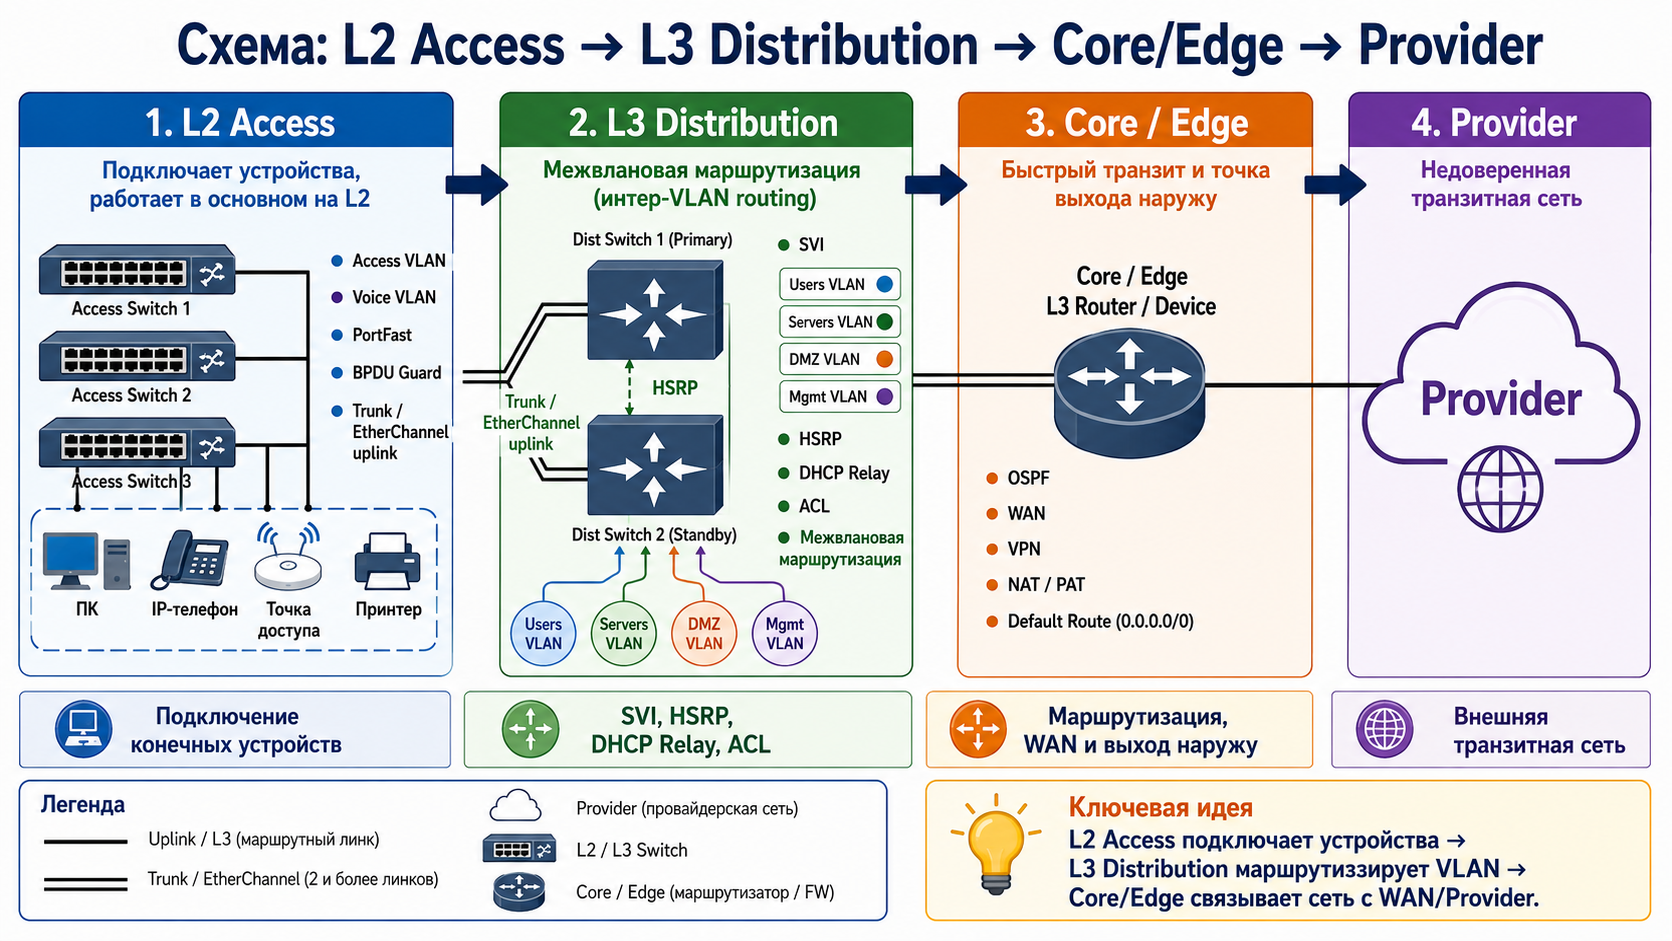 Схема: L2 Access → L3 Distribution → Core/Edge → Provider
1. L2 Access
Подключает устройства,
работает в основном на L2
Access Switch 1
Access Switch 2
Access Switch 3
Access VLAN
Voice VLAN
PortFast
BPDU Guard
Trunk /
EtherChannel
uplink
ПК
IP-телефон
Точка
доступа
Принтер
2. L3 Distribution
Межвлановая маршрутизация
(интер-VLAN routing)
Dist Switch 1 (Primary)
HSRP
Trunk /
EtherChannel
uplink
Dist Switch 2 (Standby)
SVI
Users VLAN
Servers VLAN
DMZ VLAN
Mgmt VLAN
HSRP
DHCP Relay
ACL
Межвлановая
маршрутизация
Users
VLAN
Servers
VLAN
DMZ
VLAN
Mgmt
VLAN
3. Core / Edge
Быстрый транзит и точка
выхода наружу
Core / Edge
L3 Router / Device
OSPF
WAN
VPN
NAT / PAT
Default Route (0.0.0.0/0)
4. Provider
Недоверенная
транзитная сеть
Provider
Подключение
конечных устройств
SVI, HSRP,
DHCP Relay, ACL
Маршрутизация,
WAN и выход наружу
Внешняя
транзитная сеть
Легенда
Uplink / L3 (маршрутный линк)
Trunk / EtherChannel (2 и более линков)
Provider (провайдерская сеть)
L2 / L3 Switch
Core / Edge (маршрутизатор / FW)
Ключевая идея
L2 Access подключает устройства →
L3 Distribution маршрутиззирует VLAN →
Core/Edge связывает сеть с WAN/Provider.